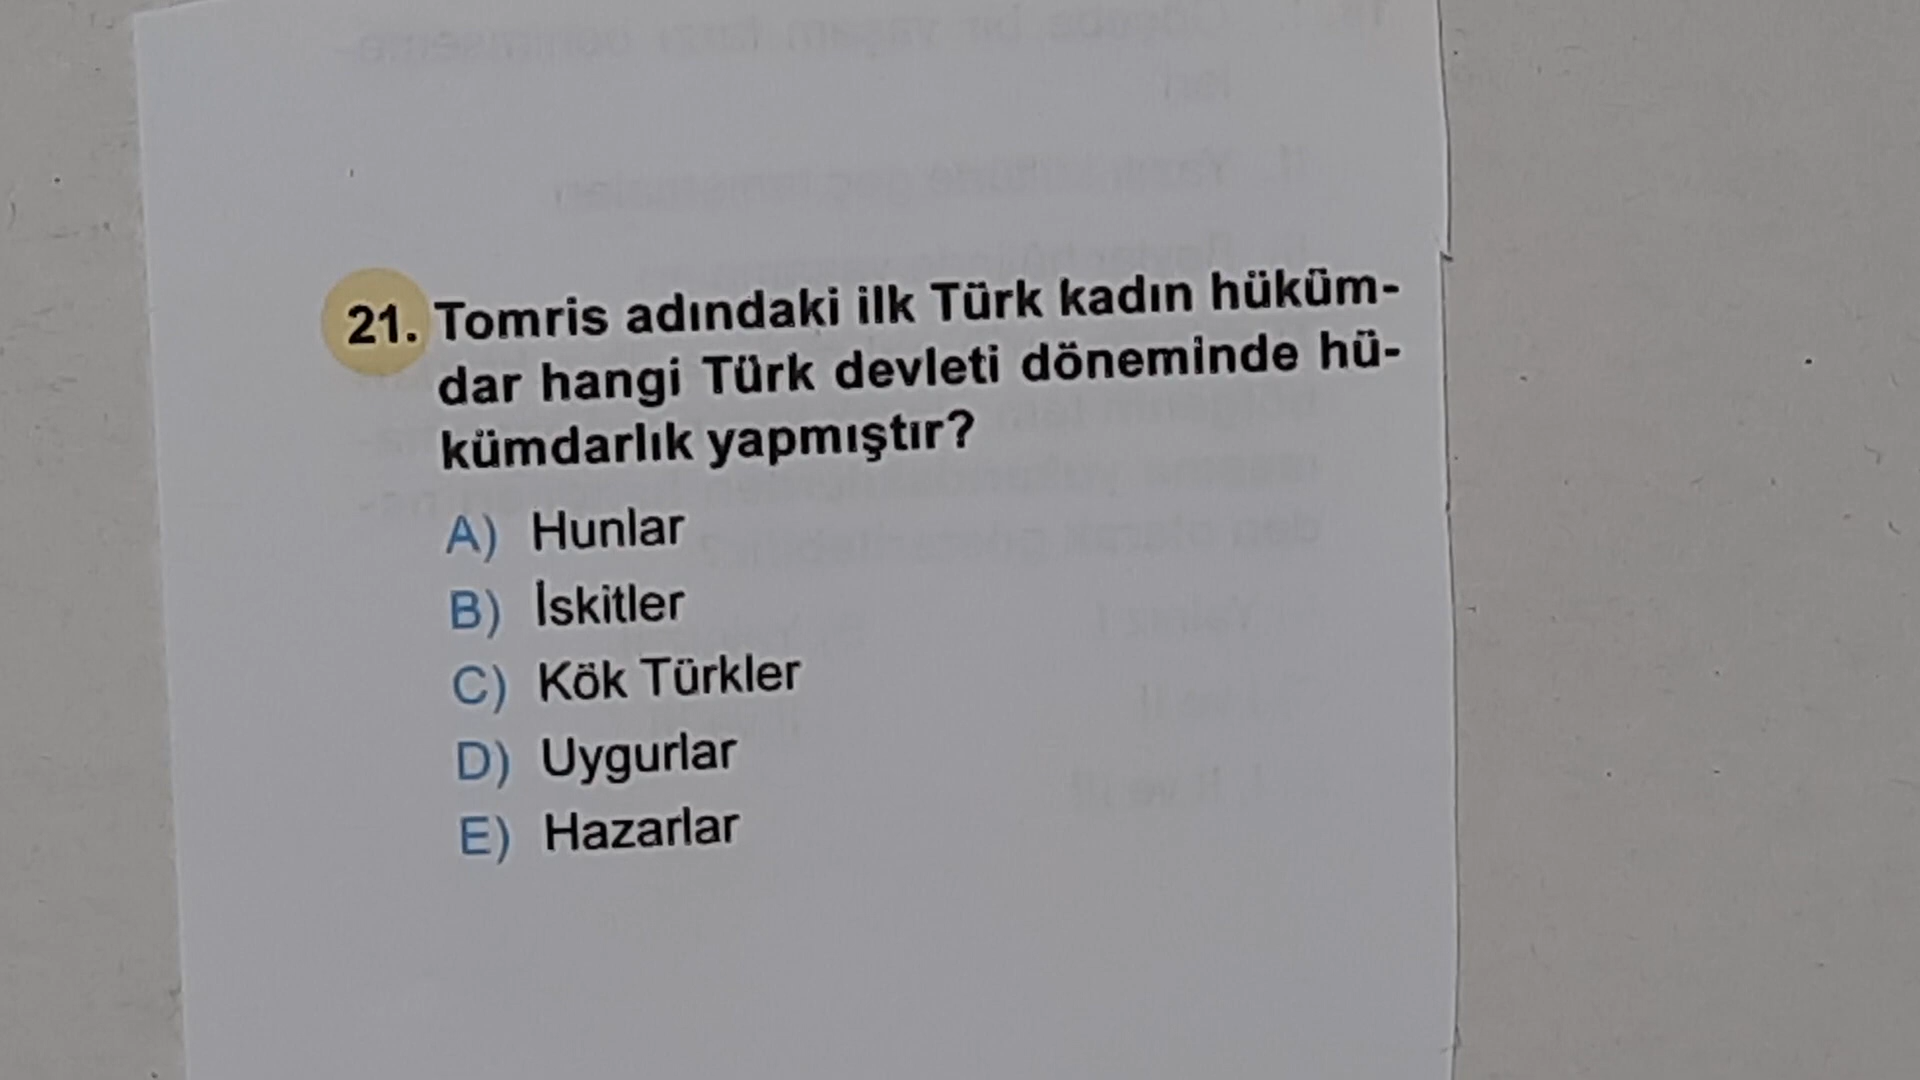 21. Tomris adındaki ilk Türk kadın hüküm-
dar hangi Türk devleti döneminde hü-
kümdarlık yapmıştır?
A) Hunlar
B) İskitler
C) Kök Türkler
D) Uygurlar
E) Hazarlar